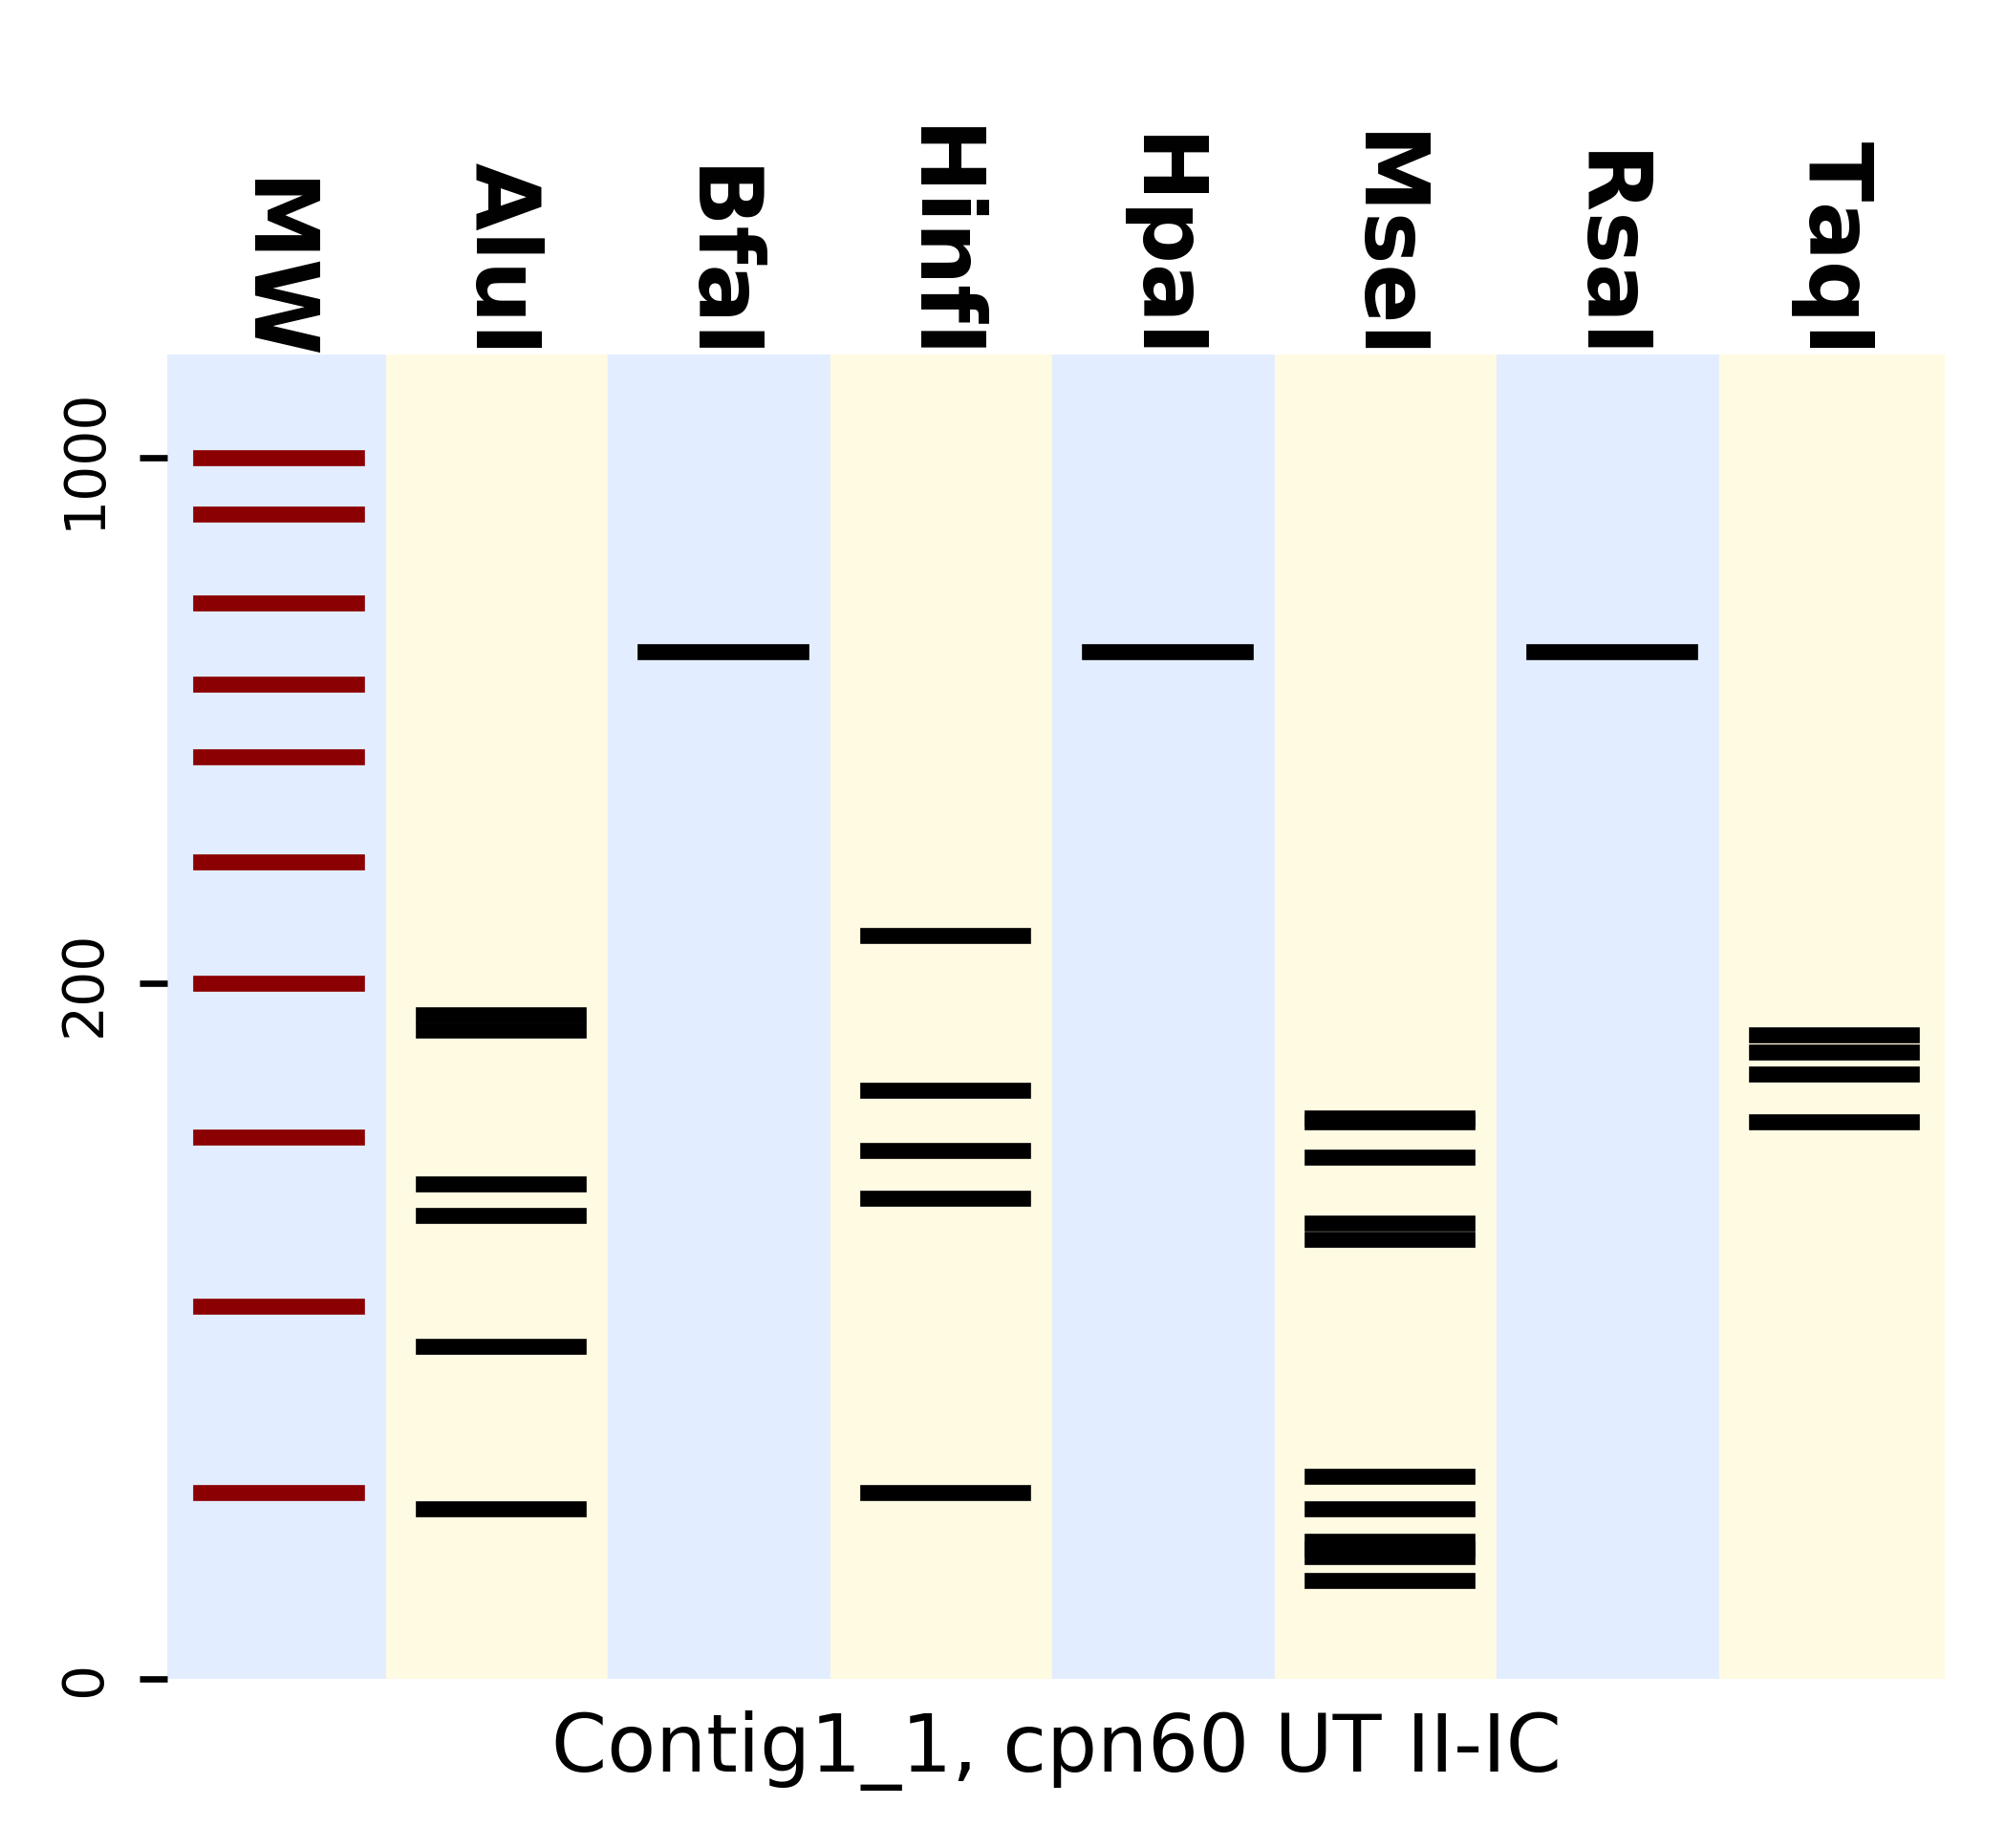 MW
AluI
BfaI
HinfI
HpaI
MseI
RsaI
TaqI
1000
200
0
Contig1_1, cpn60 UT II-IC